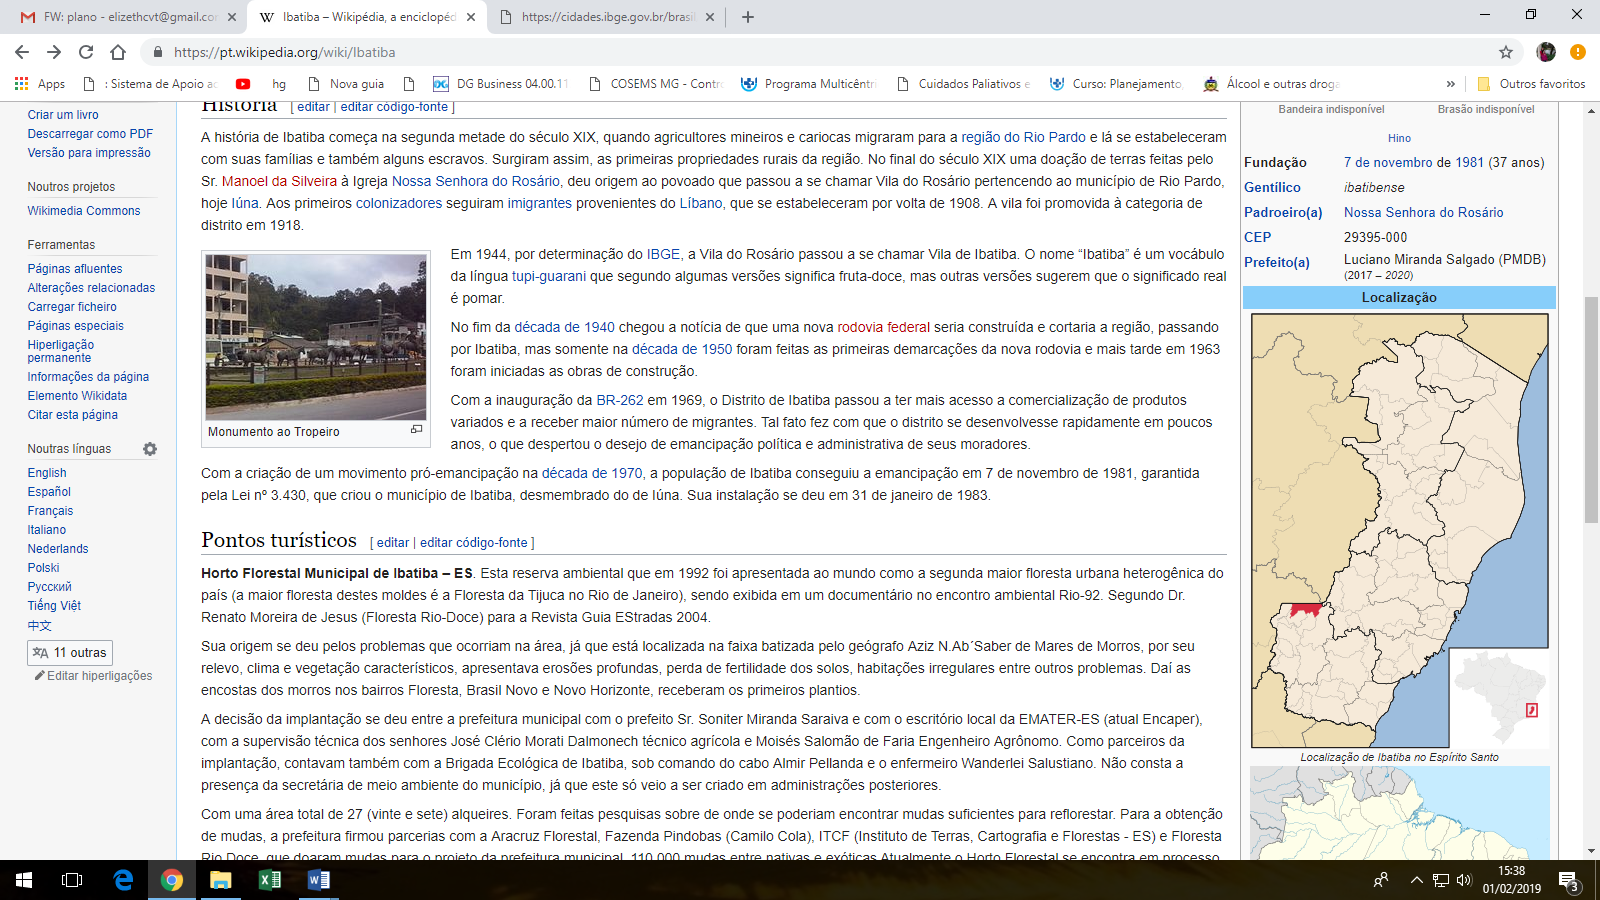 FW: plano - elizethcvt@gmail.co
Ibatiba – Wikipédia, a encicloped
https://cidades.ibge.gov.br/brasi
https://pt.wikipedia.org/wiki/Ibatiba
Apps
: Sistema de Apoio ao
hg
Nova guia
DG Business 04.00.11
COSEMS MG - Contr
Programa Multicêntri
Cuidados Paliativos e
Curso: Planejamento
Álcool e outras droga
»
Outros favoritos
Criar um livro
Descarregar como PDF
Versão para impressão
Noutros projetos
Wikimedia Commons
Ferramentas
Páginas afluentes
Alterações relacionadas
Carregar ficheiro
Páginas especiais
Hiperligação
permanente
Informações da página
Elemento Wikidata
Citar esta página
Noutras línguas
English
Español
Français
Italiano
Nederlands
Polski
Русский
Tiếng Việt
中文
11 outras
Editar hiperligações
História [ editar | editar código-fonte ]
A história de Ibatiba começa na segunda metade do século XIX, quando agricultores mineiros e cariocas migraram para a região do Rio Pardo e lá se estabeleceram
com suas famílias e também alguns escravos. Surgiram assim, as primeiras propriedades rurais da região. No final do século XIX uma doação de terras feitas pelo
Sr. Manoel da Silveira à Igreja Nossa Senhora do Rosário, deu origem ao povoado que passou a se chamar Vila do Rosário pertencendo ao município de Rio Pardo,
hoje Iúna. Aos primeiros colonizadores seguiram imigrantes provenientes do Líbano, que se estabeleceram por volta de 1908. A vila foi promovida à categoria de
distrito em 1918.
Monumento ao Tropeiro
Em 1944, por determinação do IBGE, a Vila do Rosário passou a se chamar Vila de Ibatiba. O nome “Ibatiba” é um vocábulo
da língua tupi-guarani que segundo algumas versões significa fruta-doce, mas outras versões sugerem que o significado real
é pomar.
No fim da década de 1940 chegou a notícia de que uma nova rodovia federal seria construída e cortaria a região, passando
por Ibatiba, mas somente na década de 1950 foram feitas as primeiras demarcações da nova rodovia e mais tarde em 1963
foram iniciadas as obras de construção.
Com a inauguração da BR-262 em 1969, o Distrito de Ibatiba passou a ter mais acesso a comercialização de produtos
variados e a receber maior número de migrantes. Tal fato fez com que o distrito se desenvolvesse rapidamente em poucos
anos, o que despertou o desejo de emancipação política e administrativa de seus moradores.
Com a criação de um movimento pró-emancipação na década de 1970, a população de Ibatiba conseguiu a emancipação em 7 de novembro de 1981, garantida
pela Lei nº 3.430, que criou o município de Ibatiba, desmembrado do de Iúna. Sua instalação se deu em 31 de janeiro de 1983.
Pontos turísticos [ editar | editar código-fonte ]
Horto Florestal Municipal de Ibatiba – ES. Esta reserva ambiental que em 1992 foi apresentada ao mundo como a segunda maior floresta urbana heterogênica do
país (a maior floresta destes moldes é a Floresta da Tijuca no Rio de Janeiro), sendo exibida em um documentário no encontro ambiental Rio-92. Segundo Dr.
Renato Moreira de Jesus (Floresta Rio-Doce) para a Revista Guia EStradas 2004.
Sua origem se deu pelos problemas que ocorriam na área, já que está localizada na faixa batizada pelo geógrafo Aziz N.Ab´Saber de Mares de Morros, por seu
relevo, clima e vegetação característicos, apresentava erosões profundas, perda de fertilidade dos solos, habitações irregulares entre outros problemas. Daí as
encostas dos morros nos bairros Floresta, Brasil Novo e Novo Horizonte, receberam os primeiros plantios.
A decisão da implantação se deu entre a prefeitura municipal com o prefeito Sr. Soniter Miranda Saraiva e com o escritório local da EMATER-ES (atual Encaper),
com a supervisão técnica dos senhores José Clério Morati Dalmonech técnico agrícola e Moisés Salomão de Faria Engenheiro Agrônomo. Como parceiros da
implantação, contavam também com a Brigada Ecológica de Ibatiba, sob comando do cabo Almir Pellanda e o enfermeiro Wanderlei Salustiano. Não consta a
presença da secretária de meio ambiente do município, já que este só veio a ser criado em administrações posteriores.
Com uma área total de 27 (vinte e sete) alqueires. Foram feitas pesquisas sobre de onde se poderiam encontrar mudas suficientes para reflorestar. Para a obtenção
de mudas, a prefeitura firmou parcerias com a Aracruz Florestal, Fazenda Pindobas (Camilo Cola), ITCF (Instituto de Terras, Cartografia e Florestas - ES) e Floresta
Rio Doce, que doaram mudas para o projeto da prefeitura municipal. 110.000 mudas entre nativas e exóticas Atualmente o Horto Florestal se encontra em processo
Bandeira indisponível
Brasão indisponível
Hino
Fundação 7 de novembro de 1981 (37 anos)
Gentílico ibatibense
Padroeiro(a) Nossa Senhora do Rosário
CEP 29395-000
Prefeito(a) Luciano Miranda Salgado (PMDB)
(2017 – 2020)
Localização
Localização de Ibatiba no Espírito Santo
15:38
01/02/2019
3